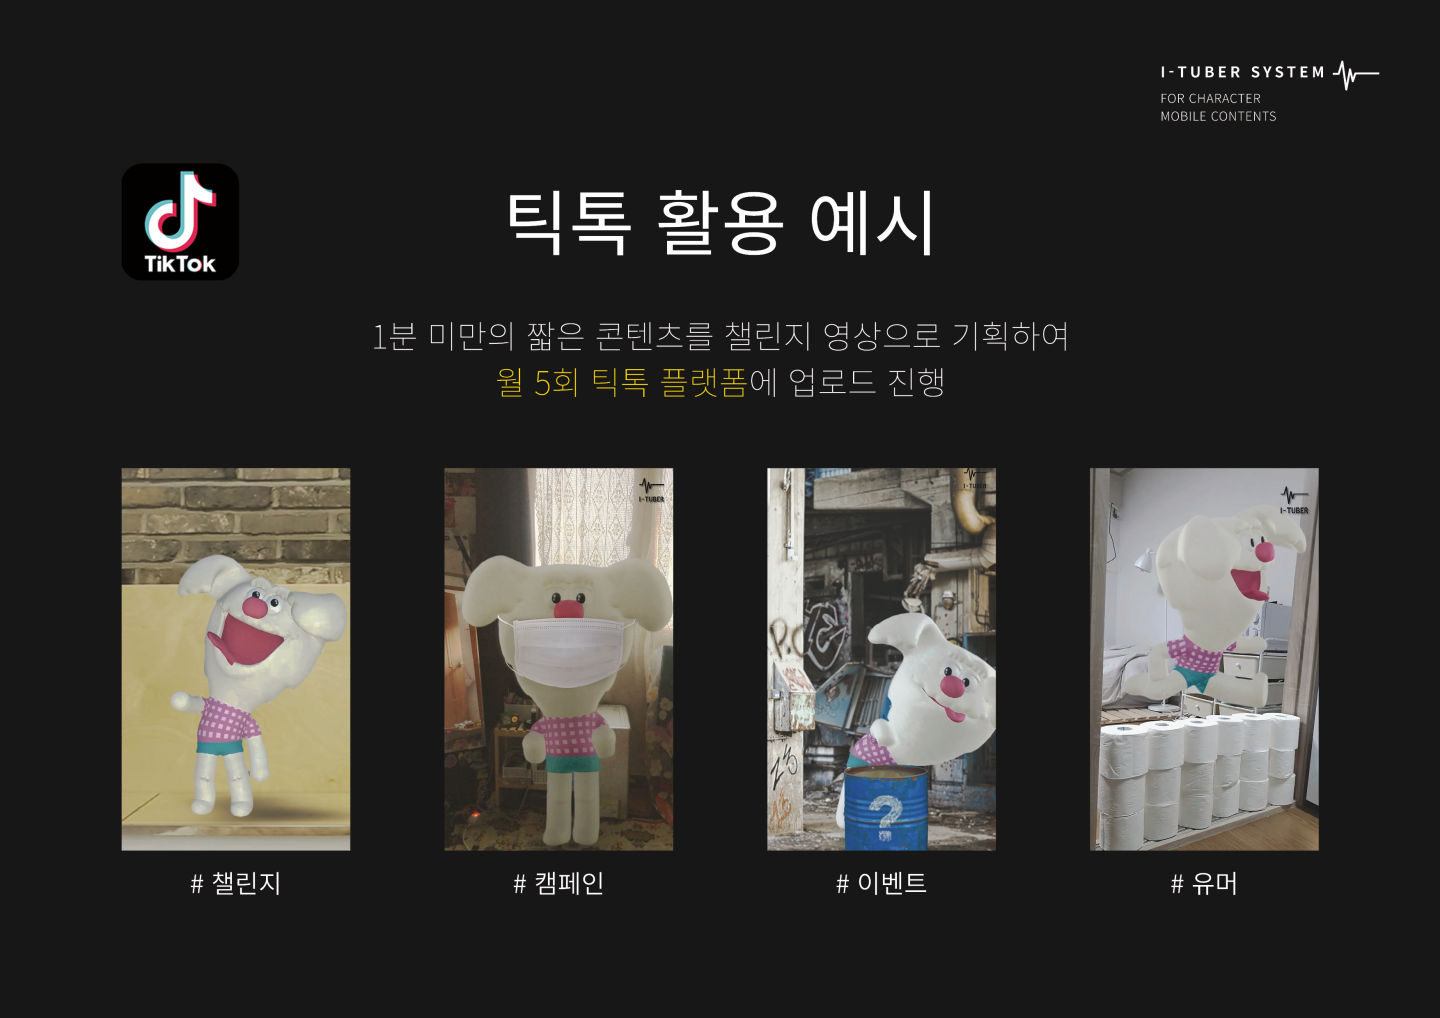 I-TUBER SYSTEM
FOR CHARACTER
MOBILE CONTENTS
TikTok
틱톡 활용 예시
1분 미만의 짧은 콘텐츠를 챌린지 영상으로 기획하여
월 5회 틱톡 플랫폼에 업로드 진행
I-TUBER
I-TUBER
I-TUBER
?
# 챌린지
# 캠페인
# 이벤트
# 유머